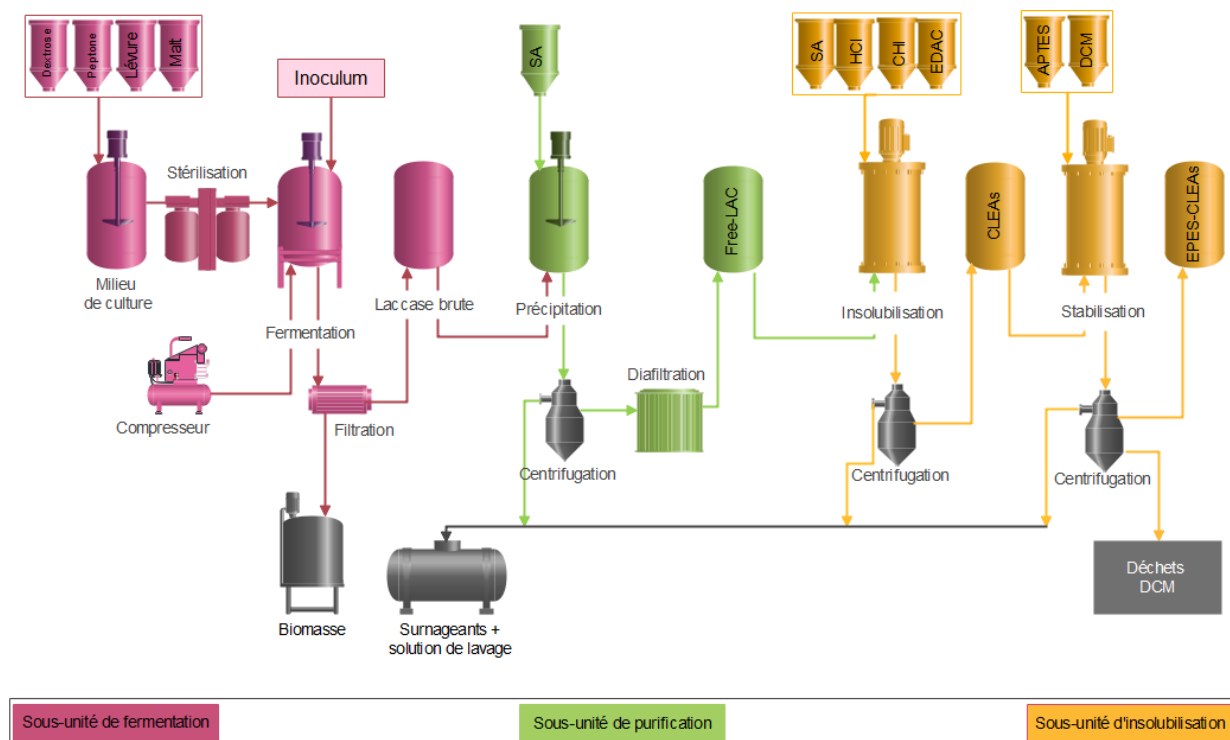 Dextrose
Peptone
Lévure
Malt
Inoculum
SA
SA
HCl
CHI
EDAC
APTES
DCM
Stérilisation
Milieu
de culture
Fermentation
Laccase brute
Précipitation
Free-LAC
Insolubilisation
CLEAs
Stabilisation
EPES-CLEAs
Compresseur
Filtration
Diafiltration
Centrifugation
Centrifugation
Centrifugation
Biomasse
Surnageants +
solution de lavage
Déchets
DCM
Sous-unité de fermentation
Sous-unité de purification
Sous-unité d'insolubilisation